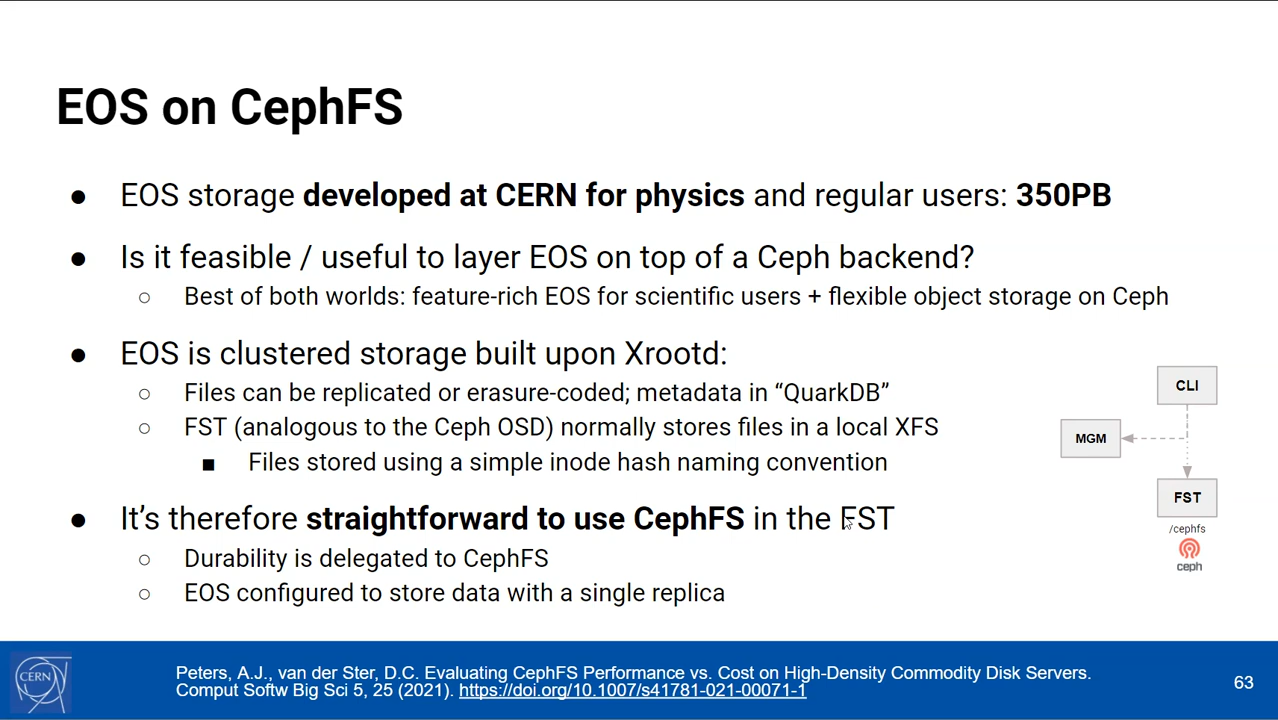 EOS on CephFS
● EOS storage developed at CERN for physics and regular users: 350PB
● Is it feasible / useful to layer EOS on top of a Ceph backend?
○ Best of both worlds: feature-rich EOS for scientific users + flexible object storage on Ceph
● EOS is clustered storage built upon Xrootd:
○ Files can be replicated or erasure-coded; metadata in “QuarkDB”
○ FST (analogous to the Ceph OSD) normally stores files in a local XFS
■ Files stored using a simple inode hash naming convention
● It’s therefore straightforward to use CephFS in the FST
○ Durability is delegated to CephFS
○ EOS configured to store data with a single replica
CLI
MGM
FST
/cephfs
ceph
CERN
Peters, A.J., van der Ster, D.C. Evaluating CephFS Performance vs. Cost on High-Density Commodity Disk Servers.
Comput Softw Big Sci 5, 25 (2021). https://doi.org/10.1007/s41781-021-00071-1
63